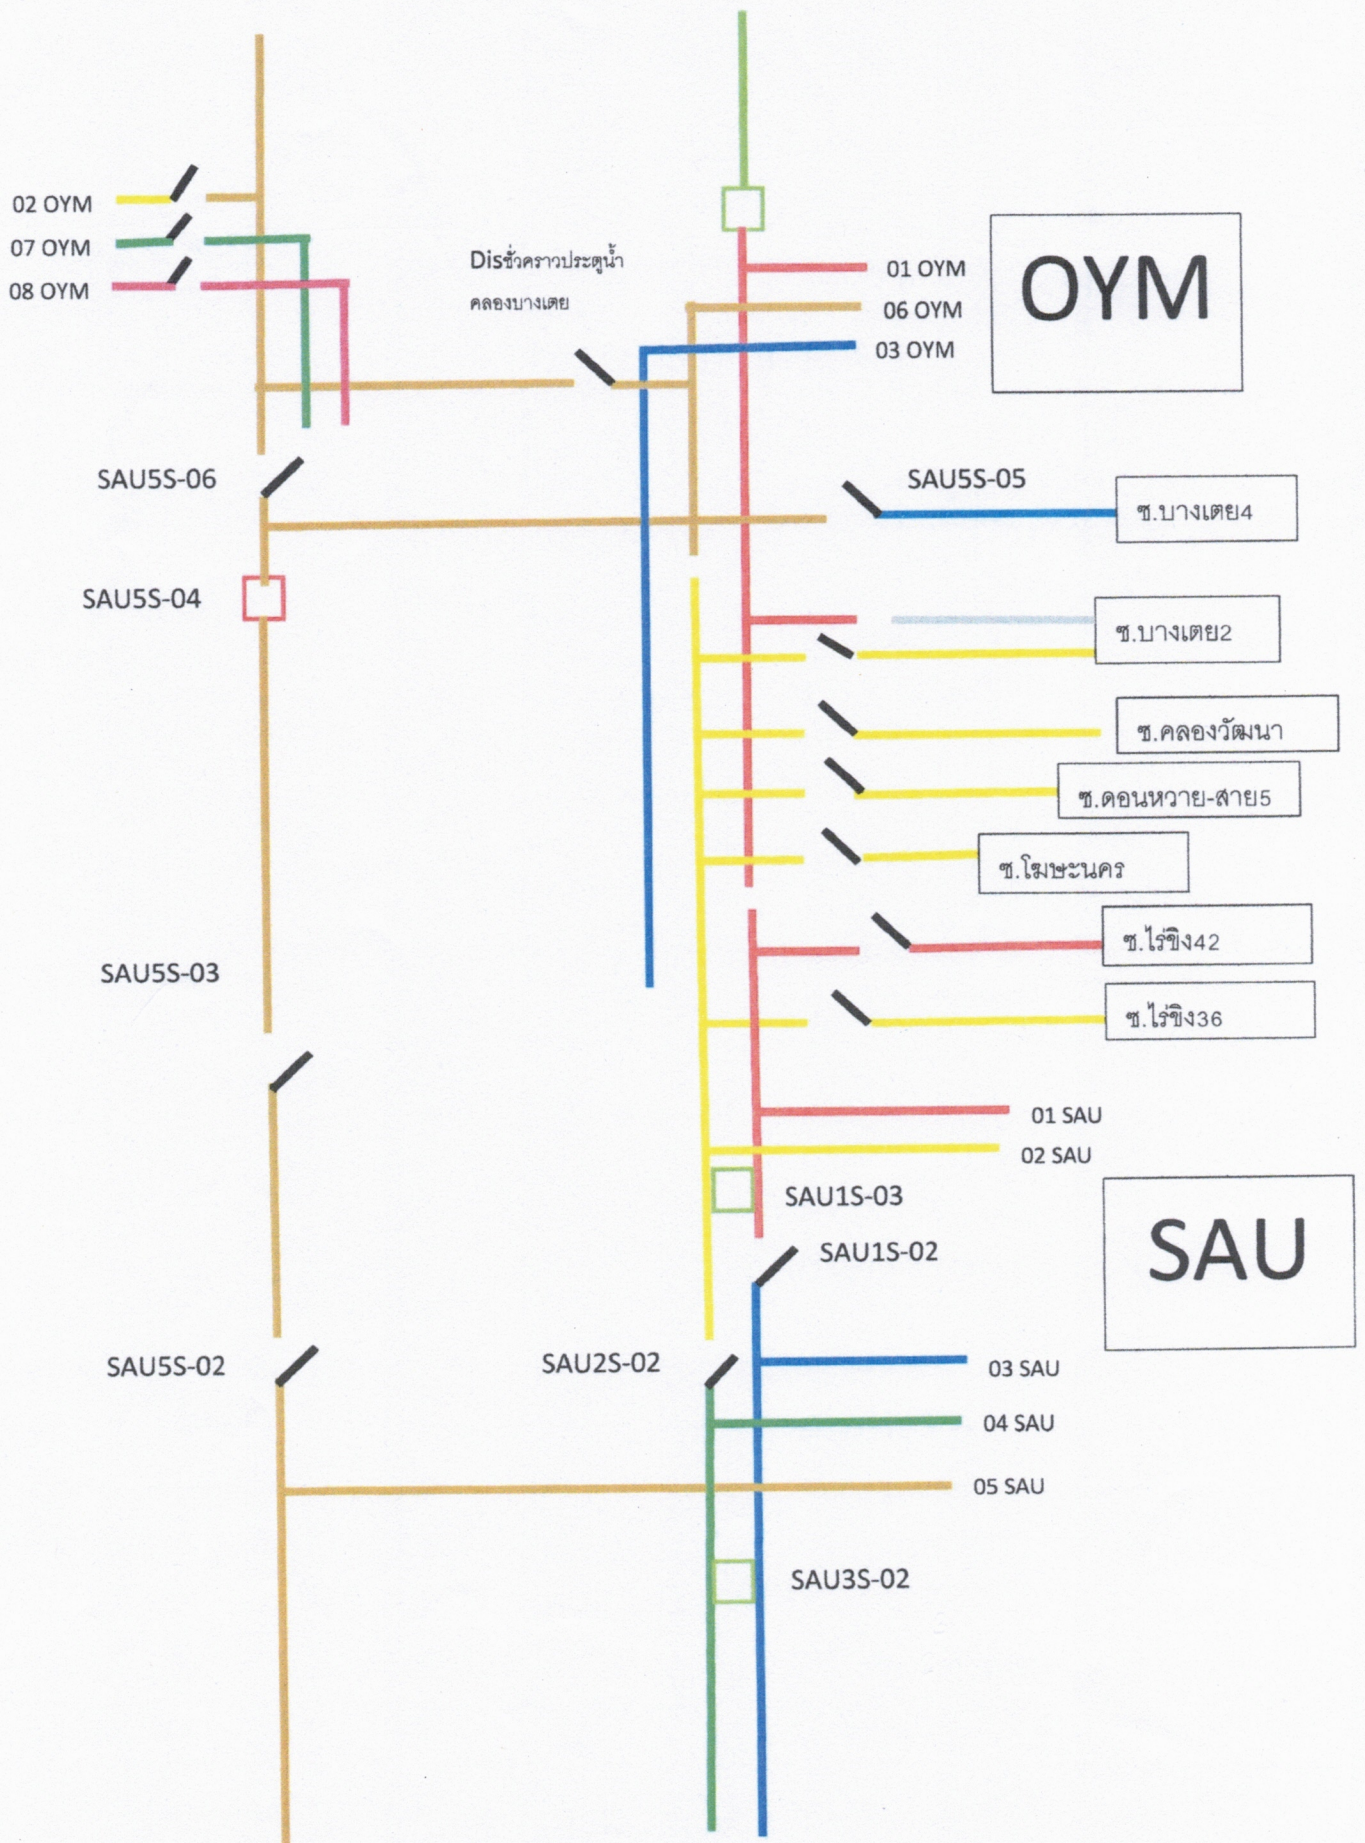 02 OYM
07 OYM
08 OYM
Disชั่วคราวประตูน้ำ
คลองบางเตย
01 OYM
06 OYM
03 OYM
OYM
SAU5S-06
SAU5S-05
ซ.บางเตย4
SAU5S-04
ซ.บางเตย2
ซ.คลองวัฒนา
ซ.ดอนหวาย-สาย5
ซ.โฆษะนคร
SAU5S-03
ซ.ไร่ขิง42
ซ.ไร่ขิง36
01 SAU
02 SAU
SAU1S-03
SAU1S-02
SAU
SAU5S-02
SAU2S-02
03 SAU
04 SAU
05 SAU
SAU3S-02